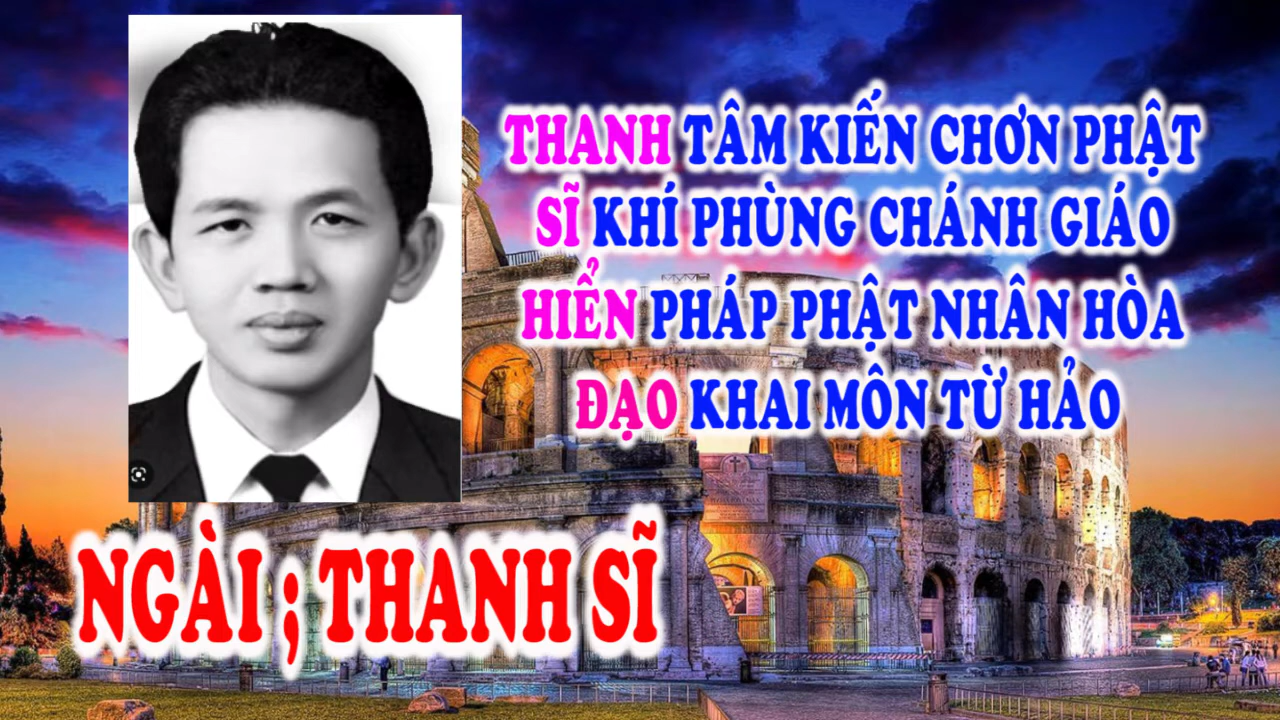 THANH TÂM KIẾN CHƠN PHẬT
SĨ KHÍ PHÙNG CHÁNH GIÁO
HIỂN PHÁP PHẬT NHÂN HÒA
ĐẠO KHAI MÔN TỪ HẢO
NGÀI ; THANH SĨ